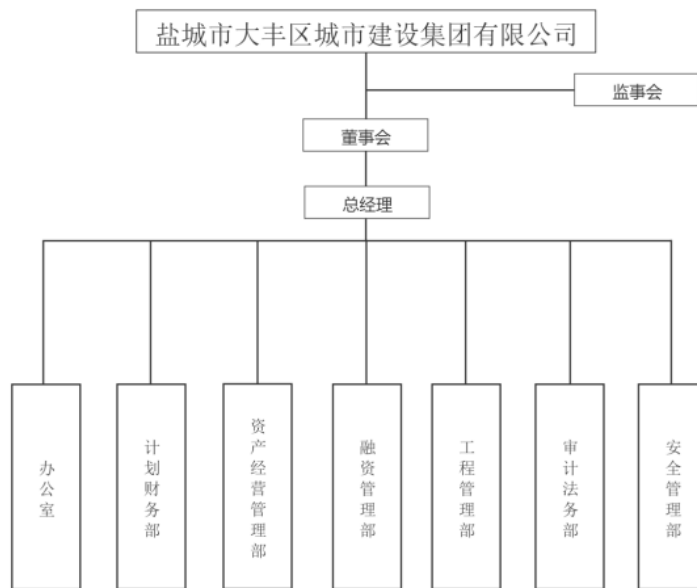 盐城市大丰区城市建设集团有限公司
监事会
董事会
总经理
办公室
计划财务部
资产经营管理部
融资管理部
工程管理部
审计法务部
安全管理部